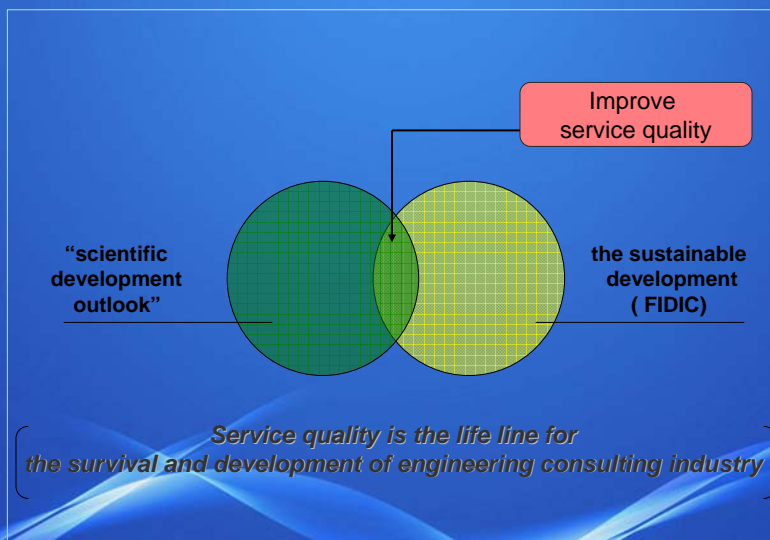 Improve
service quality
“scientific
development
outlook”
the sustainable
development
( FIDIC)
Service quality is the life line for
the survival and development of engineering consulting industry